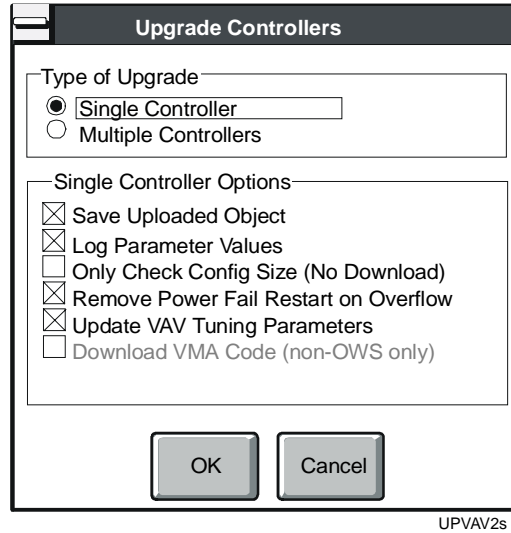 Upgrade Controllers
Type of Upgrade
Single Controller
Multiple Controllers
Single Controller Options
Save Uploaded Object
Log Parameter Values
Only Check Config Size (No Download)
Remove Power Fail Restart on Overflow
Update VAV Tuning Parameters
Download VMA Code (non-OWS only)
OK Cancel
UPVAV2s